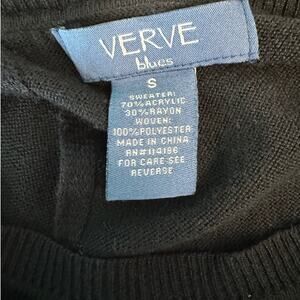 VERVE
blues
S
SWEATER:
70% ACRYLIC
30% RAYON
WOVEN:
100% POLYESTER
MADE IN CHINA
RN#114186
FOR CARE SEE
REVERSE